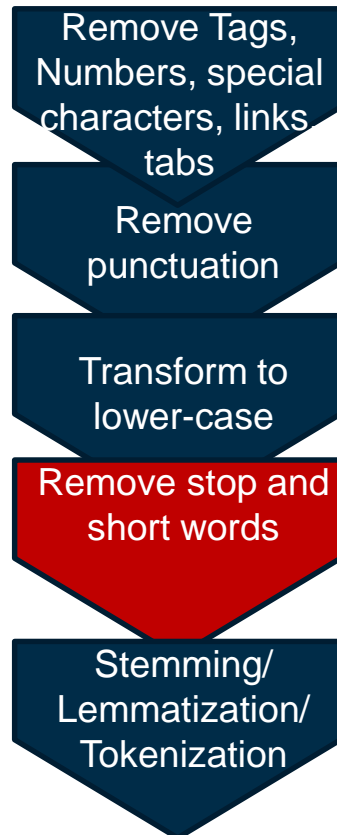 Remove Tags,
Numbers, special
characters, links,
tabs
Remove
punctuation
Transform to
lower-case
Remove stop and
short words
Stemming/
Lemmatization/
Tokenization